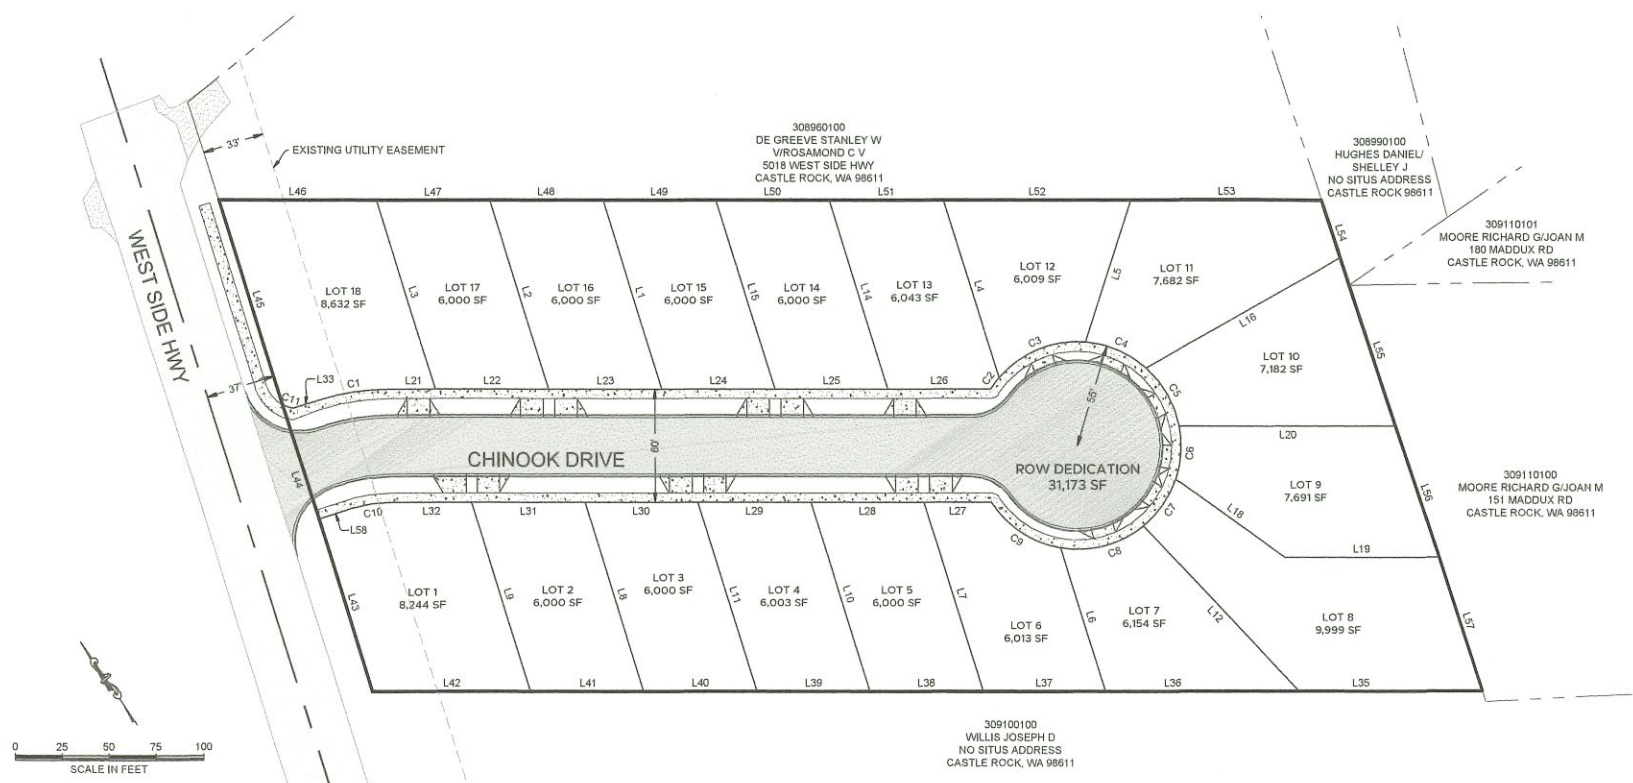 308960100
DE GREEVE STANLEY W
V/ROSAMOND C V
5018 WEST SIDE HWY
CASTLE ROCK, WA 98611
308990100
HUGHES DANIEL/
SHELLEY J
NO SITUS ADDRESS
CASTLE ROCK 98611
309110101
MOORE RICHARD G/JOAN M
180 MADDUX RD
CASTLE ROCK, WA 98611
33'
EXISTING UTILITY EASEMENT
L46
L47
L48
L49
L50
L51
L52
L53
L54
WEST SIDE HWY
L45
LOT 18
8,632 SF
L3
LOT 17
6,000 SF
L2
LOT 16
6,000 SF
L1
LOT 15
6,000 SF
L15
LOT 14
6,000 SF
L14
LOT 13
6,043 SF
L4
LOT 12
6,009 SF
L5
LOT 11
7,682 SF
L16
LOT 10
7,182 SF
L55
37'
C11
L33
C1
L21
L22
L23
L24
L25
L26
C2
C3
C4
C5
55'
60'
L20
C6
L44
CHINOOK DRIVE
ROW DEDICATION
31,173 SF
LOT 9
7,691 SF
L56
309110100
MOORE RICHARD G/JOAN M
151 MADDUX RD
CASTLE ROCK, WA 98611
C10
L58
L32
L31
L30
L29
L28
L27
C9
C8
C7
L18
L19
L43
LOT 1
8,244 SF
L9
LOT 2
6,000 SF
L8
LOT 3
6,000 SF
L11
LOT 4
6,003 SF
L10
LOT 5
6,000 SF
L7
LOT 6
6,013 SF
L6
LOT 7
6,154 SF
L12
LOT 8
9,999 SF
L57
L42
L41
L40
L39
L38
L37
L36
L35
309100100
WILLIS JOSEPH D
NO SITUS ADDRESS
CASTLE ROCK, WA 98611
0 25 50 75 100
SCALE IN FEET